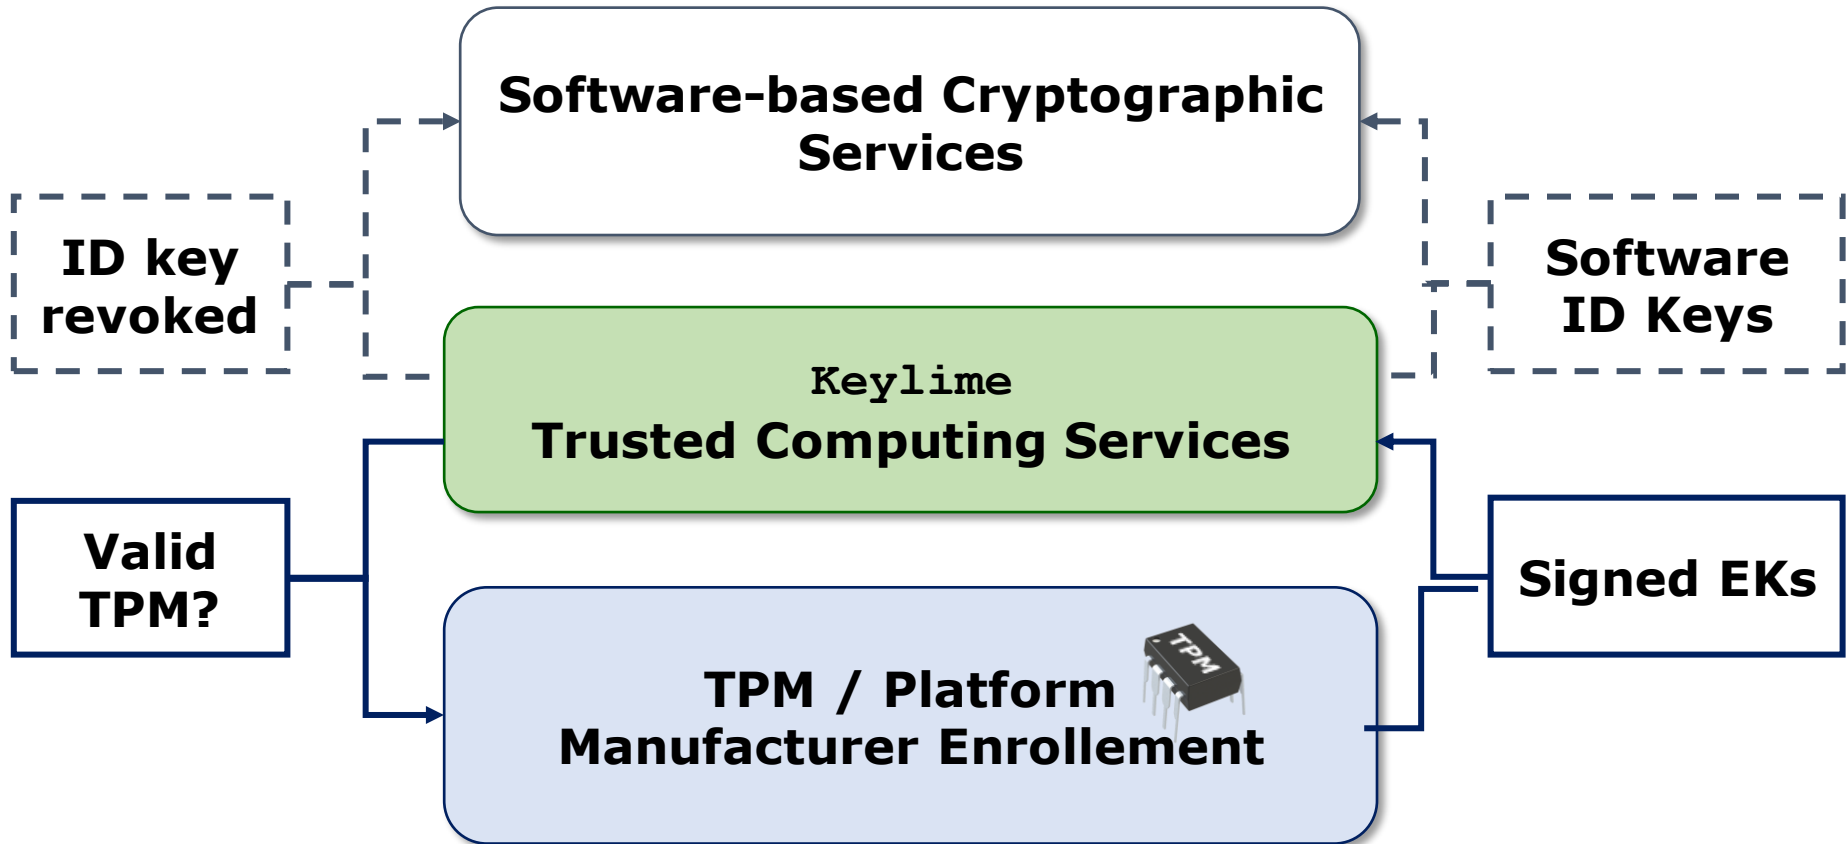 Software-based Cryptographic
Services
ID key
revoked
Software
ID Keys
Keylime
Trusted Computing Services
Valid
TPM?
Signed EKs
TPM
TPM / Platform
Manufacturer Enrollement